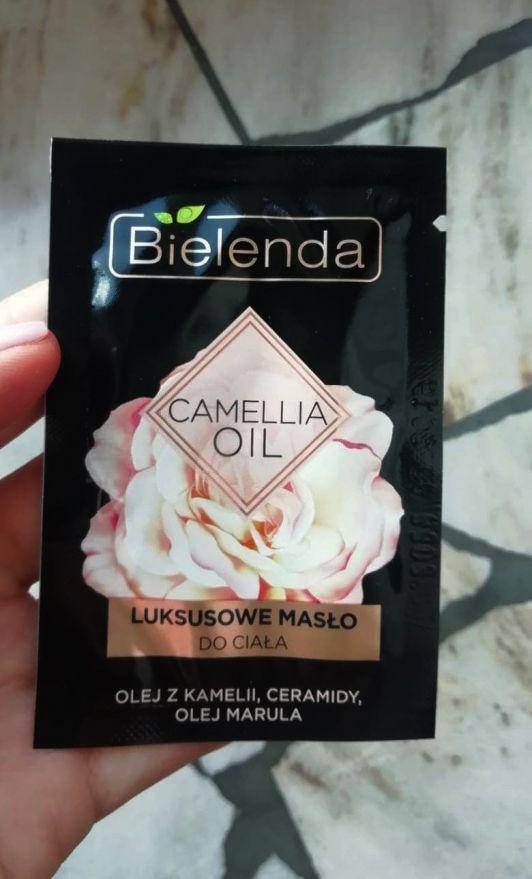 Bielenda
CAMELLIA
OIL
LUKSUSOWE MASŁO
DO CIAŁA
OLEJ Z KAMELII, CERAMIDY,
OLEJ MARULA